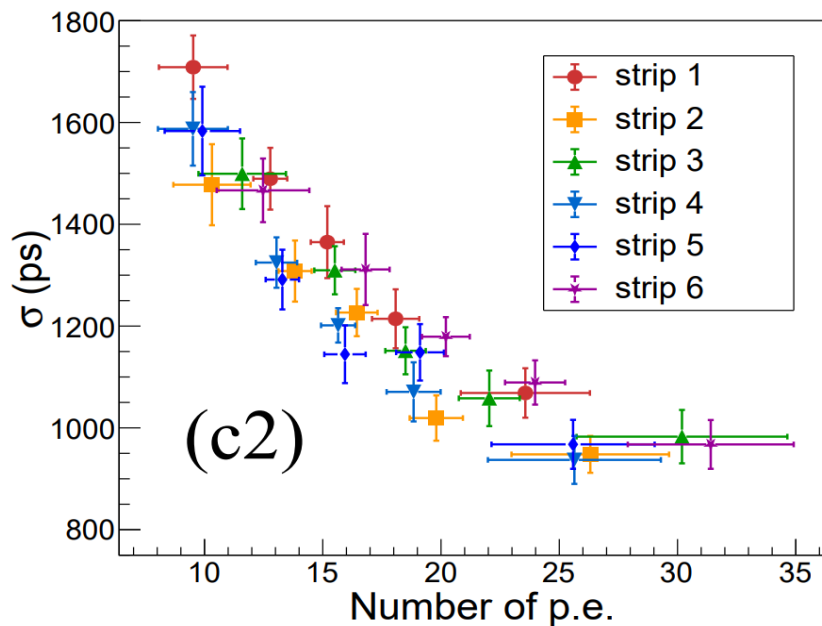 1800
1600
1400
1200
1000
800
σ (ps)
strip 1
strip 2
strip 3
strip 4
strip 5
strip 6
(c2)
10 15 20 25 30 35
Number of p.e.